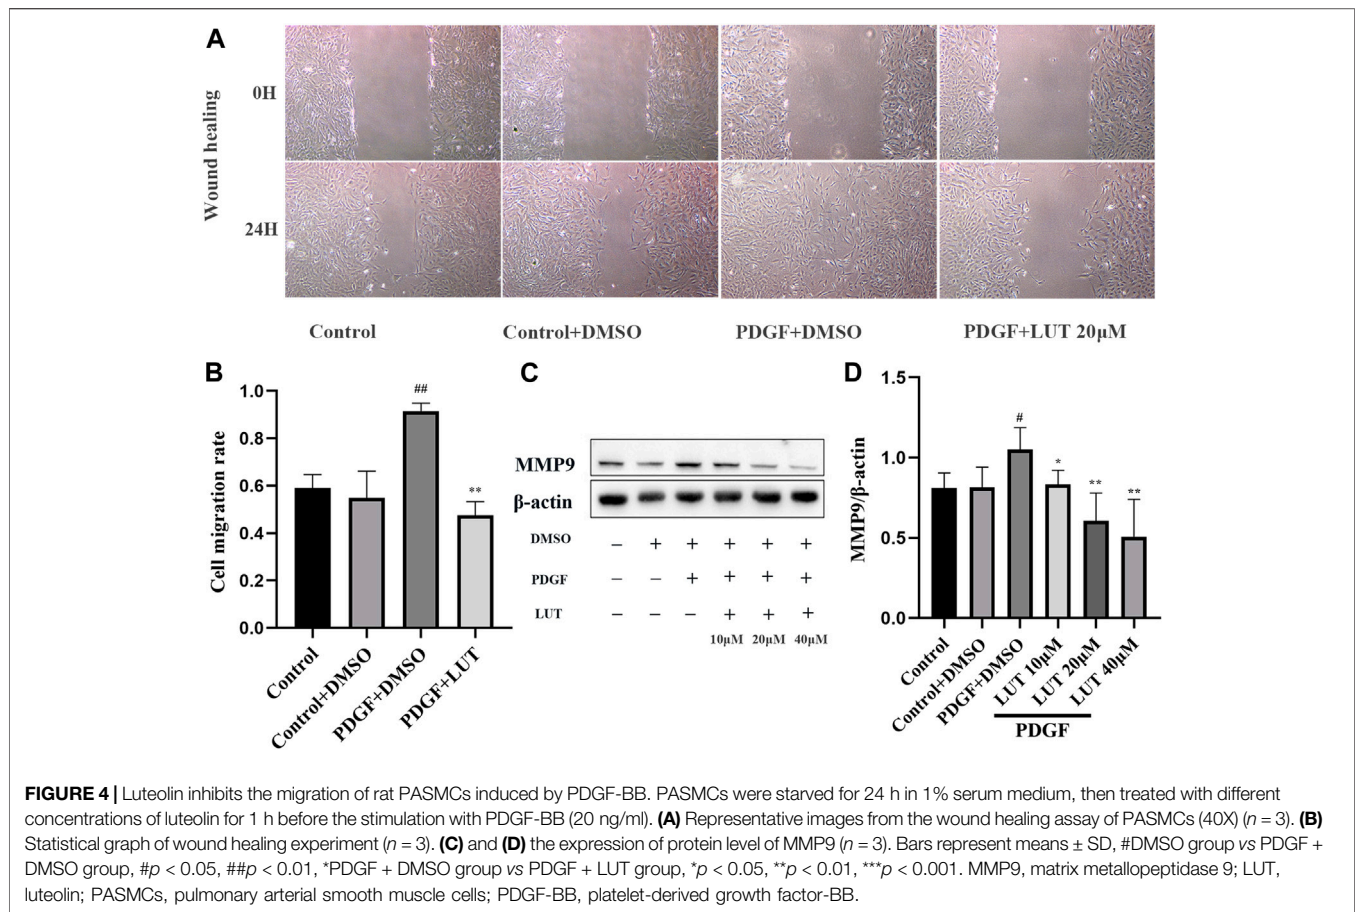 A
Wound healing
0H
24H
Control Control+DMSO PDGF+DMSO PDGF+LUT 20μM
B
Cell migration rate
1.0
0.8
0.6
0.4
0.2
0.0
##
**
Control
Control+DMSO
PDGF+DMSO
PDGF+LUT
C
MMP9
β-actin
DMSO – + + + + +
PDGF – – + + + +
LUT – – – + + +
10μM 20μM 40μM
D
MMP9/β-actin
1.5
1.0
0.5
0.0
#
*
**
**
Control
Control+DMSO
PDGF+DMSO
LUT 10μM
LUT 20μM
LUT 40μM
PDGF
FIGURE 4 | Luteolin inhibits the migration of rat PASMCs induced by PDGF-BB. PASMCs were starved for 24 h in 1% serum medium, then treated with different
concentrations of luteolin for 1 h before the stimulation with PDGF-BB (20 ng/ml). (A) Representative images from the wound healing assay of PASMCs (40X) (n = 3). (B)
Statistical graph of wound healing experiment (n = 3). (C) and (D) the expression of protein level of MMP9 (n = 3). Bars represent means ± SD, #DMSO group vs PDGF +
DMSO group, #p < 0.05, ##p < 0.01, *PDGF + DMSO group vs PDGF + LUT group, *p < 0.05, **p < 0.01, ***p < 0.001. MMP9, matrix metallopeptidase 9; LUT,
luteolin; PASMCs, pulmonary arterial smooth muscle cells; PDGF-BB, platelet-derived growth factor-BB.